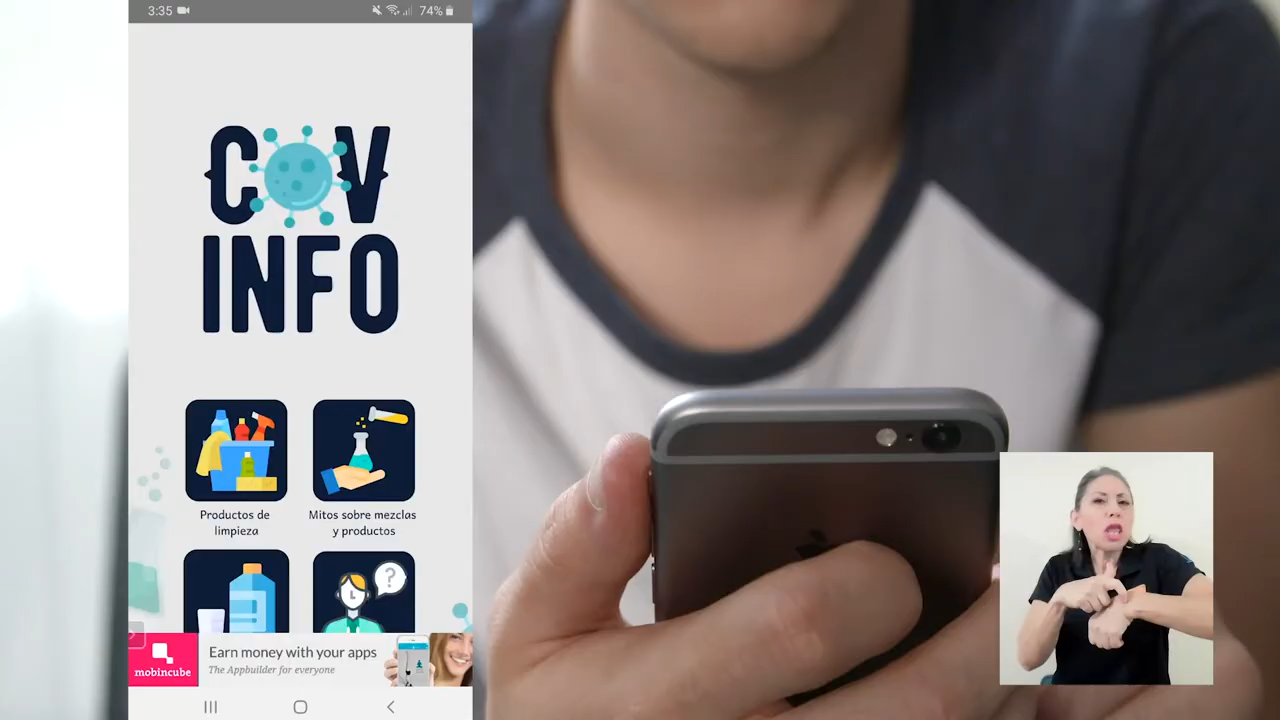 3:35
74%
COV
INFO
Productos de
limpieza
Mitos sobre mezclas
y productos
?
mobincube
Earn money with your apps
The Appbuilder for everyone